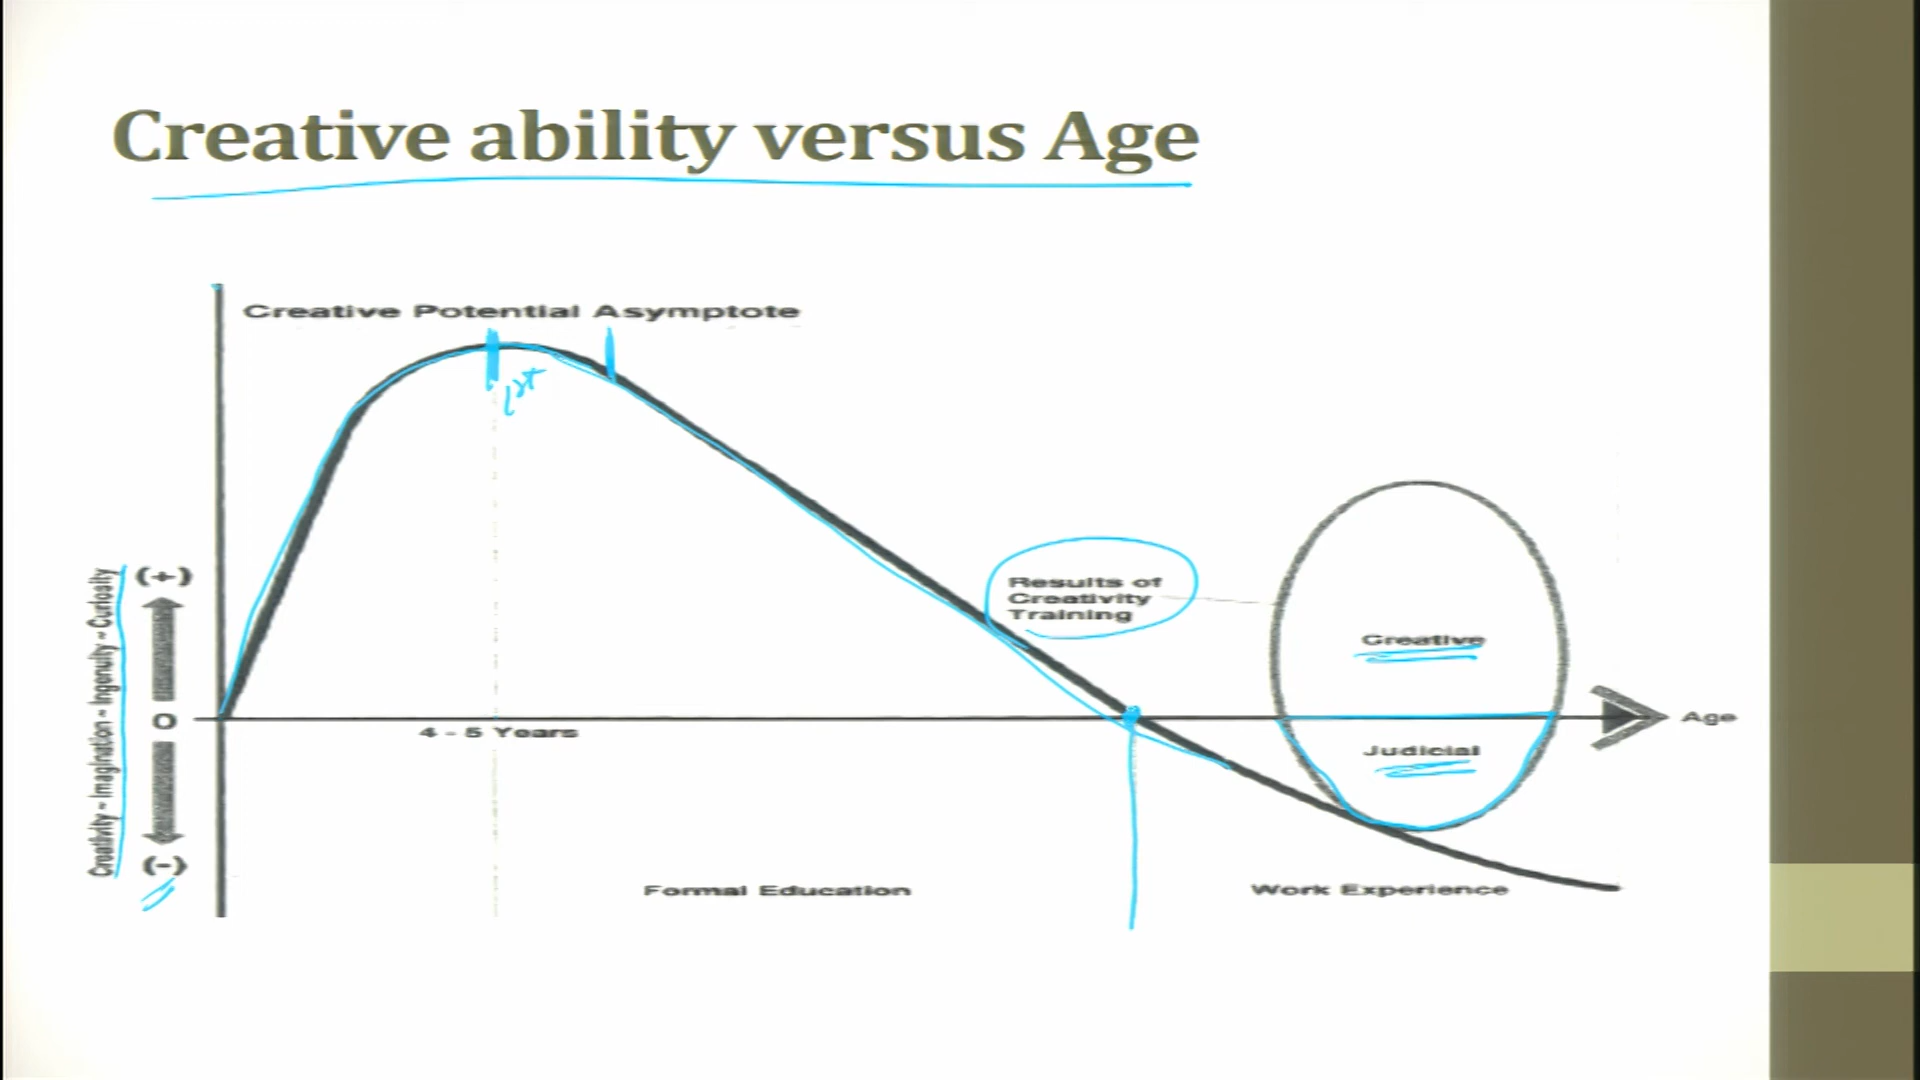 Creative ability versus Age
Creative Potential Asymptote
1st
Results of
Creativity
Training
(+)
0
(-)
Creativity ~ Imagination ~ Ingenuity ~ Curiosity
Creative
Judicial
Age
4 - 5 Years
Formal Education
Work Experience